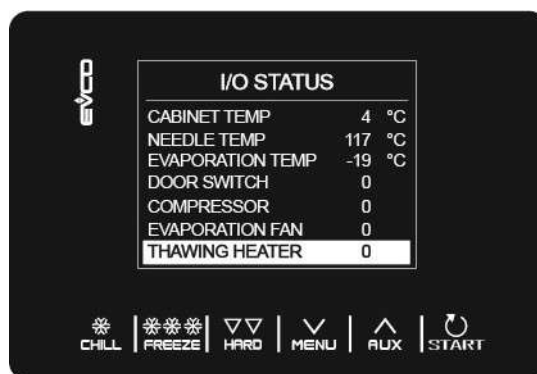 evco
I/O STATUS
CABINET TEMP 4 °C
NEEDLE TEMP 117 °C
EVAPORATION TEMP -19 °C
DOOR SWITCH 0
COMPRESSOR 0
EVAPORATION FAN 0
THAWING HEATER 0
CHILL FREEZE HARD MENU AUX START